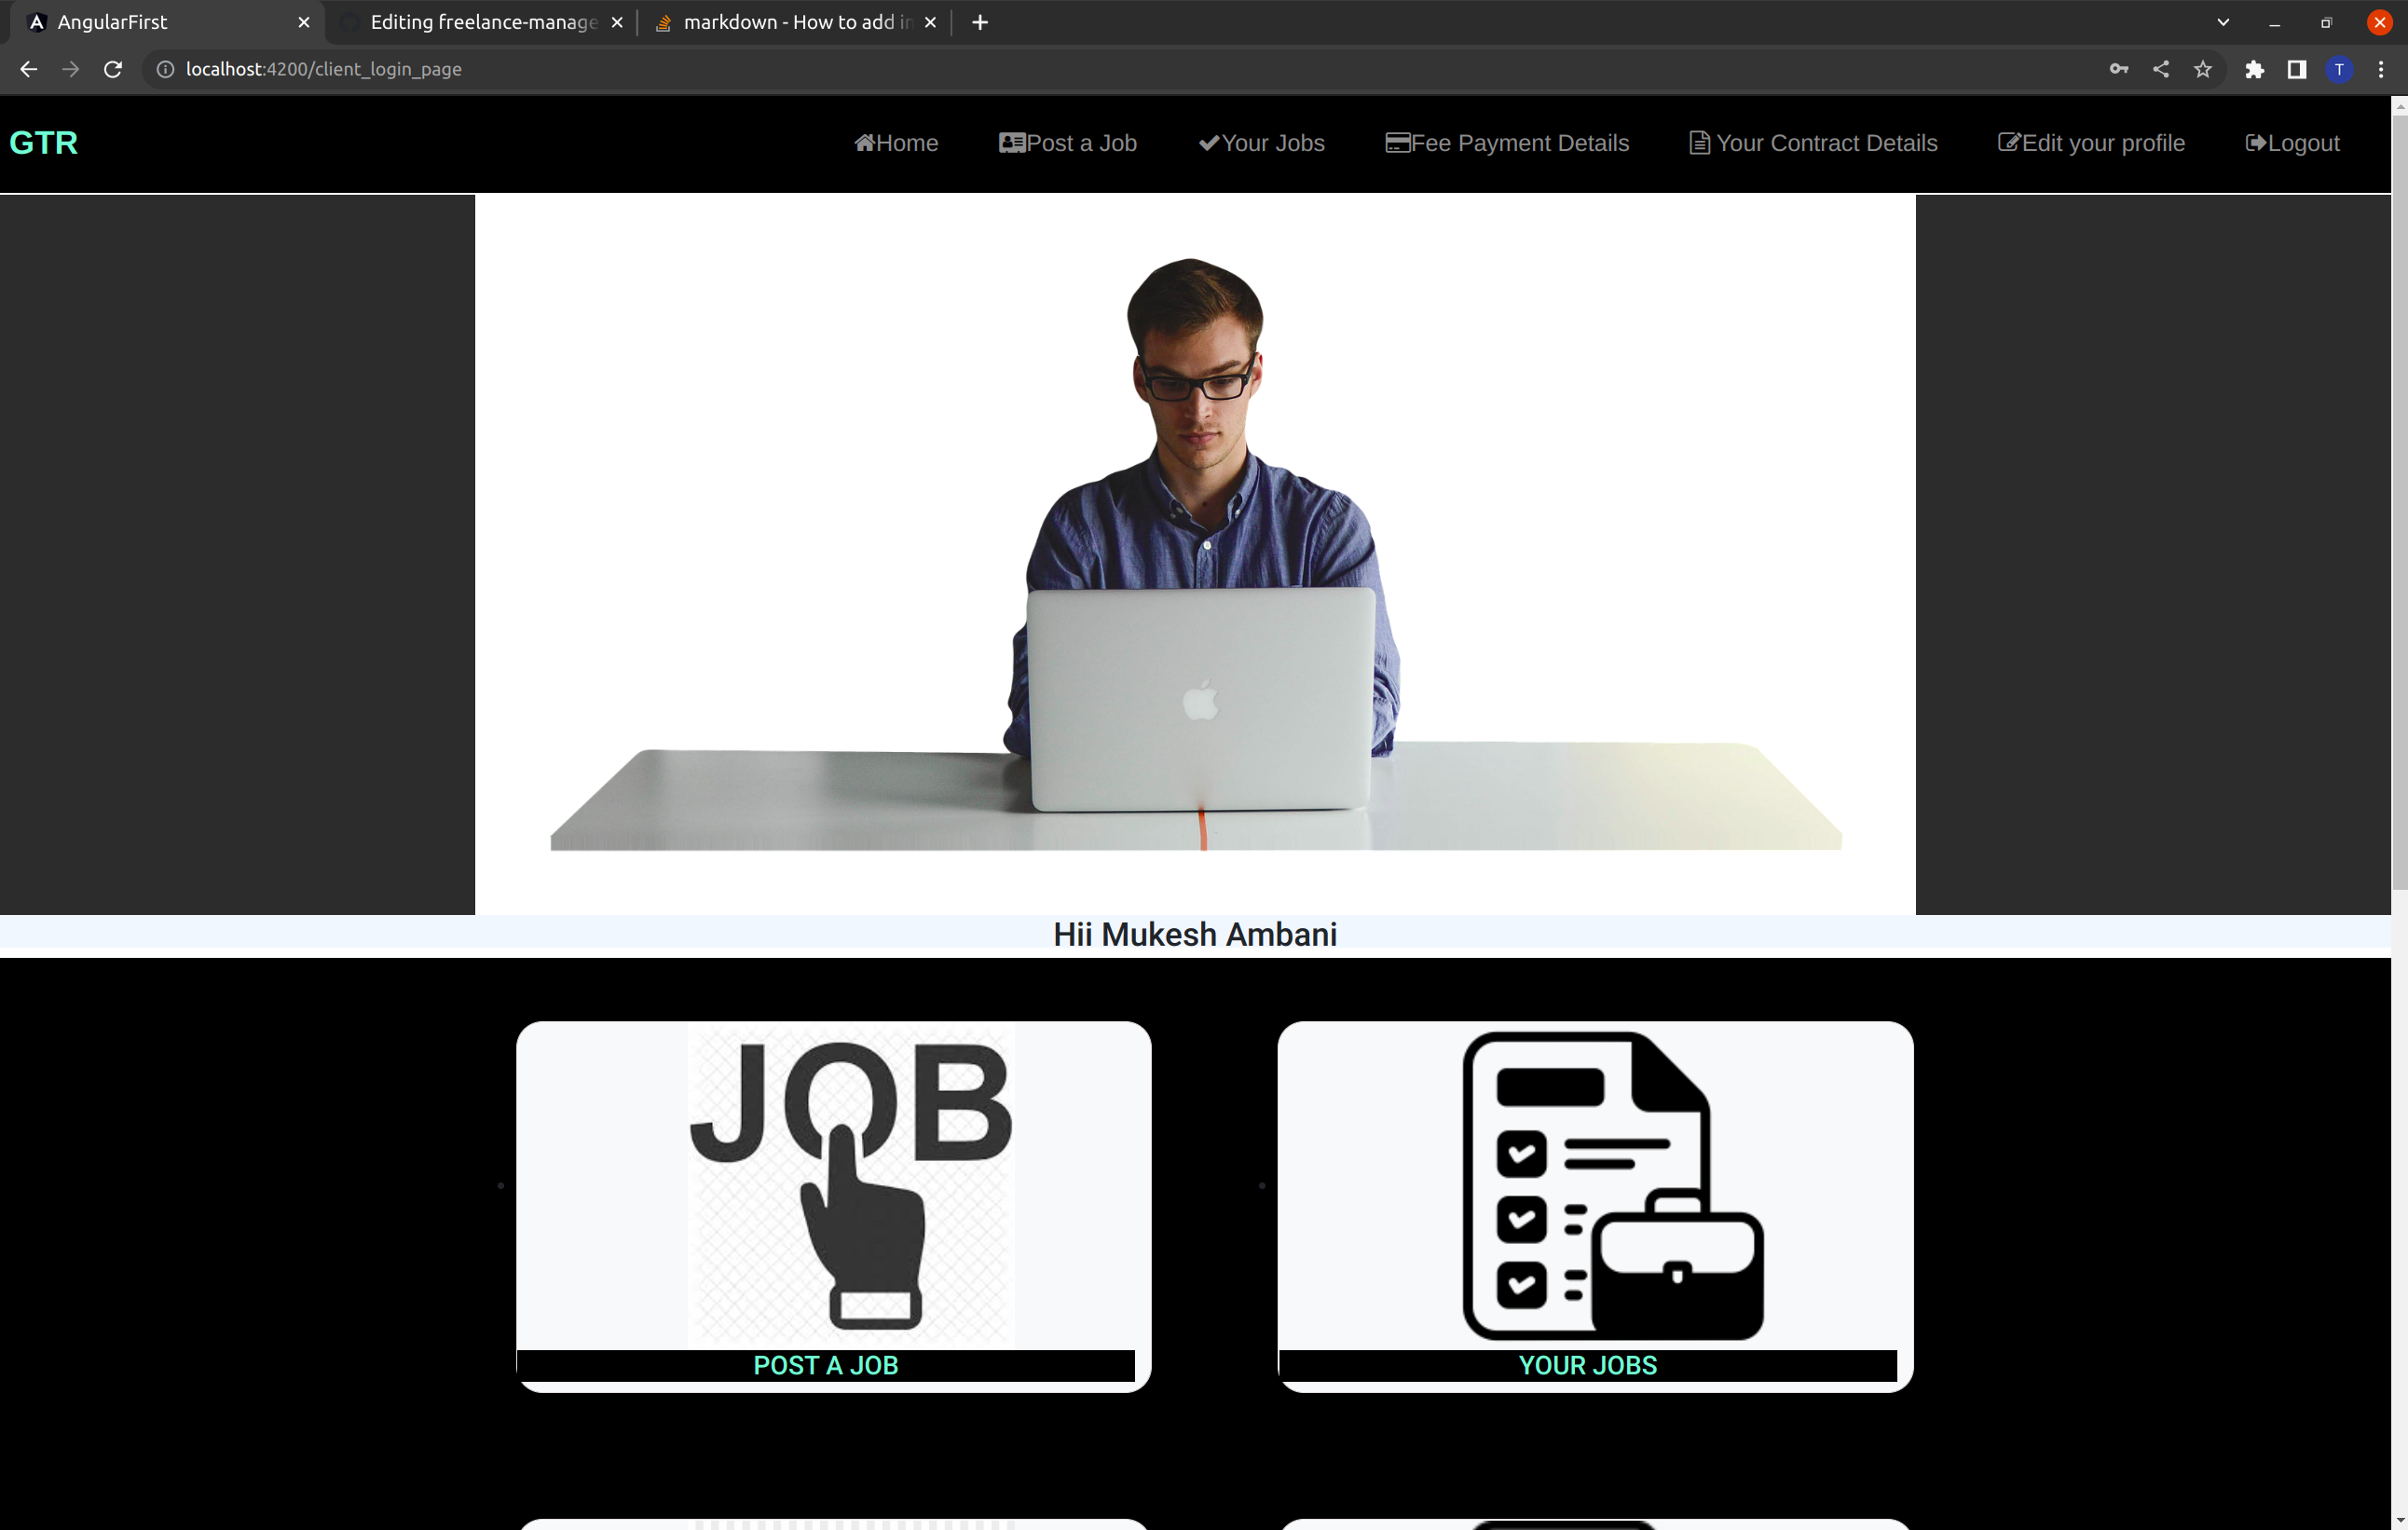 AngularFirst
Editing freelance-manage
markdown - How to add in
localhost:4200/client_login_page
T
GTR
Home
Post a Job
Your Jobs
Fee Payment Details
Your Contract Details
Edit your profile
Logout
Hii Mukesh Ambani
JOB
POST A JOB
YOUR JOBS